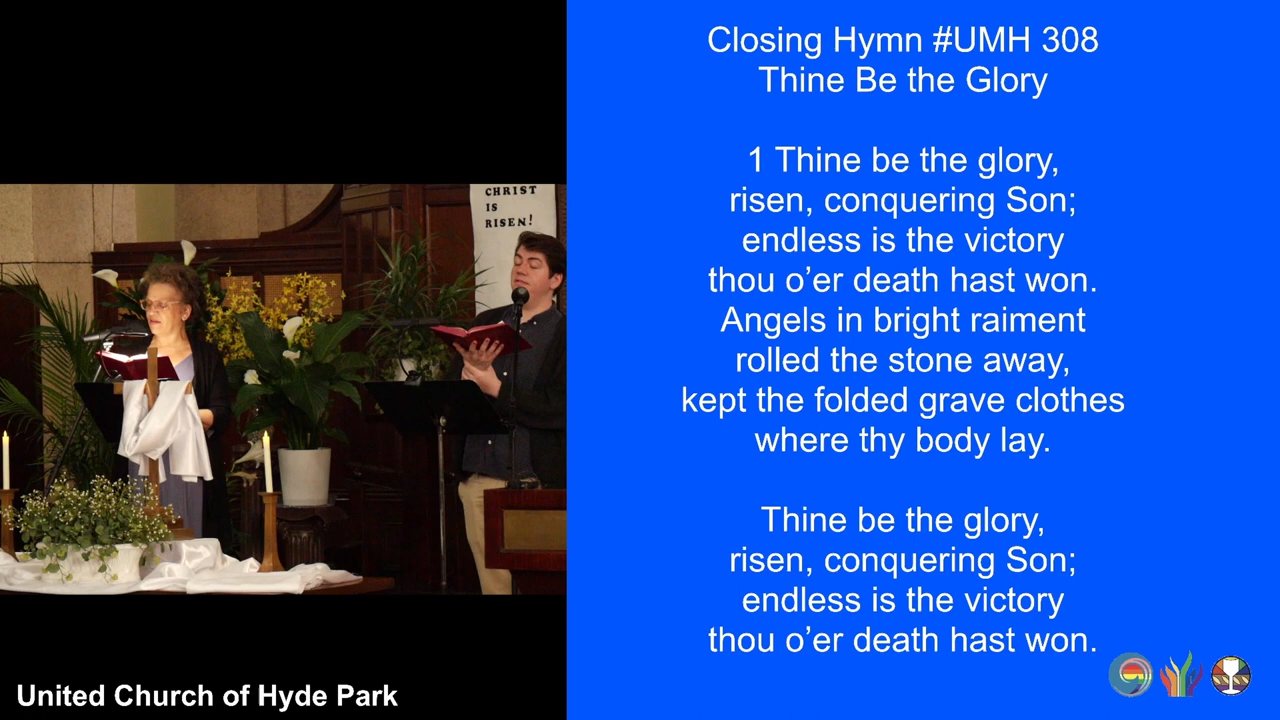 Closing Hymn #UMH 308
Thine Be the Glory
1 Thine be the glory,
risen, conquering Son;
endless is the victory
thou o’er death hast won.
Angels in bright raiment
rolled the stone away,
kept the folded grave clothes
where thy body lay.
Thine be the glory,
risen, conquering Son;
endless is the victory
thou o’er death hast won.
CHRIST
IS
RISEN!
United Church of Hyde Park